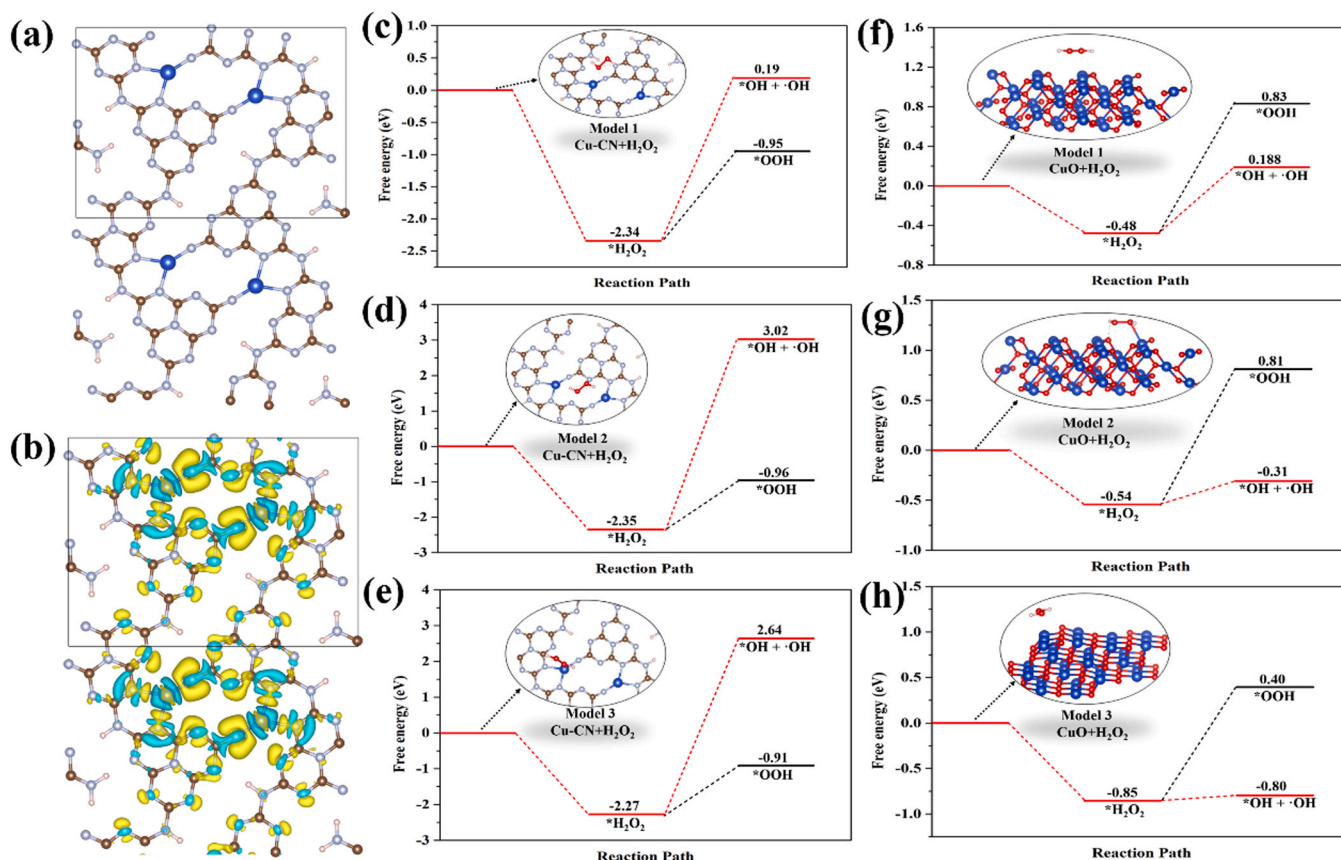 (a)
(b)
(c)
Free energy (eV)
1.0
0.5
0.0
-0.5
-1.0
-1.5
-2.0
-2.5
Model 1
Cu-CN+H₂O₂
0.19
*OH + ·OH
-0.95
*OOH
-2.34
*H₂O₂
Reaction Path
(d)
Free energy (eV)
4
3
2
1
0
-1
-2
-3
Model 2
Cu-CN+H₂O₂
3.02
*OH + ·OH
-0.96
*OOH
-2.35
*H₂O₂
Reaction Path
(e)
Free energy (eV)
4
3
2
1
0
-1
-2
-3
Model 3
Cu-CN+H₂O₂
2.64
*OH + ·OH
-0.91
*OOH
-2.27
*H₂O₂
Reaction Path
(f)
Free energy (eV)
1.6
1.2
0.8
0.4
0.0
-0.4
-0.8
Model 1
CuO+H₂O₂
0.83
*OOH
0.188
*OH + ·OH
-0.48
*H₂O₂
Reaction Path
(g)
Free energy (eV)
1.5
1.0
0.5
0.0
-0.5
-1.0
Model 2
CuO+H₂O₂
0.81
*OOH
-0.31
*OH + ·OH
-0.54
*H₂O₂
Reaction Path
(h)
Free energy (eV)
1.5
1.0
0.5
0.0
-0.5
-1.0
Model 3
CuO+H₂O₂
0.40
*OOH
-0.85
*H₂O₂
-0.80
*OH + ·OH
Reaction Path